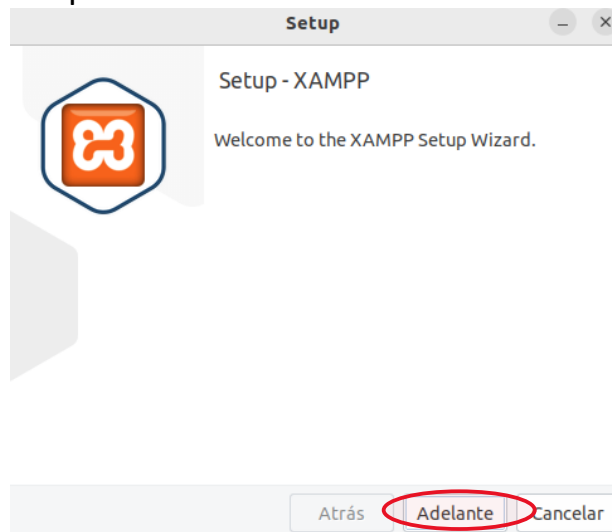 Setup
Setup - XAMPP
Welcome to the XAMPP Setup Wizard.
Atrás Adelante Cancelar